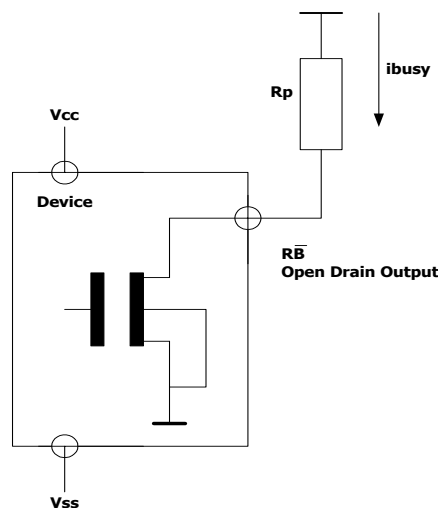 Rp
ibusy
Vcc
Device
RB̅
Open Drain Output
Vss